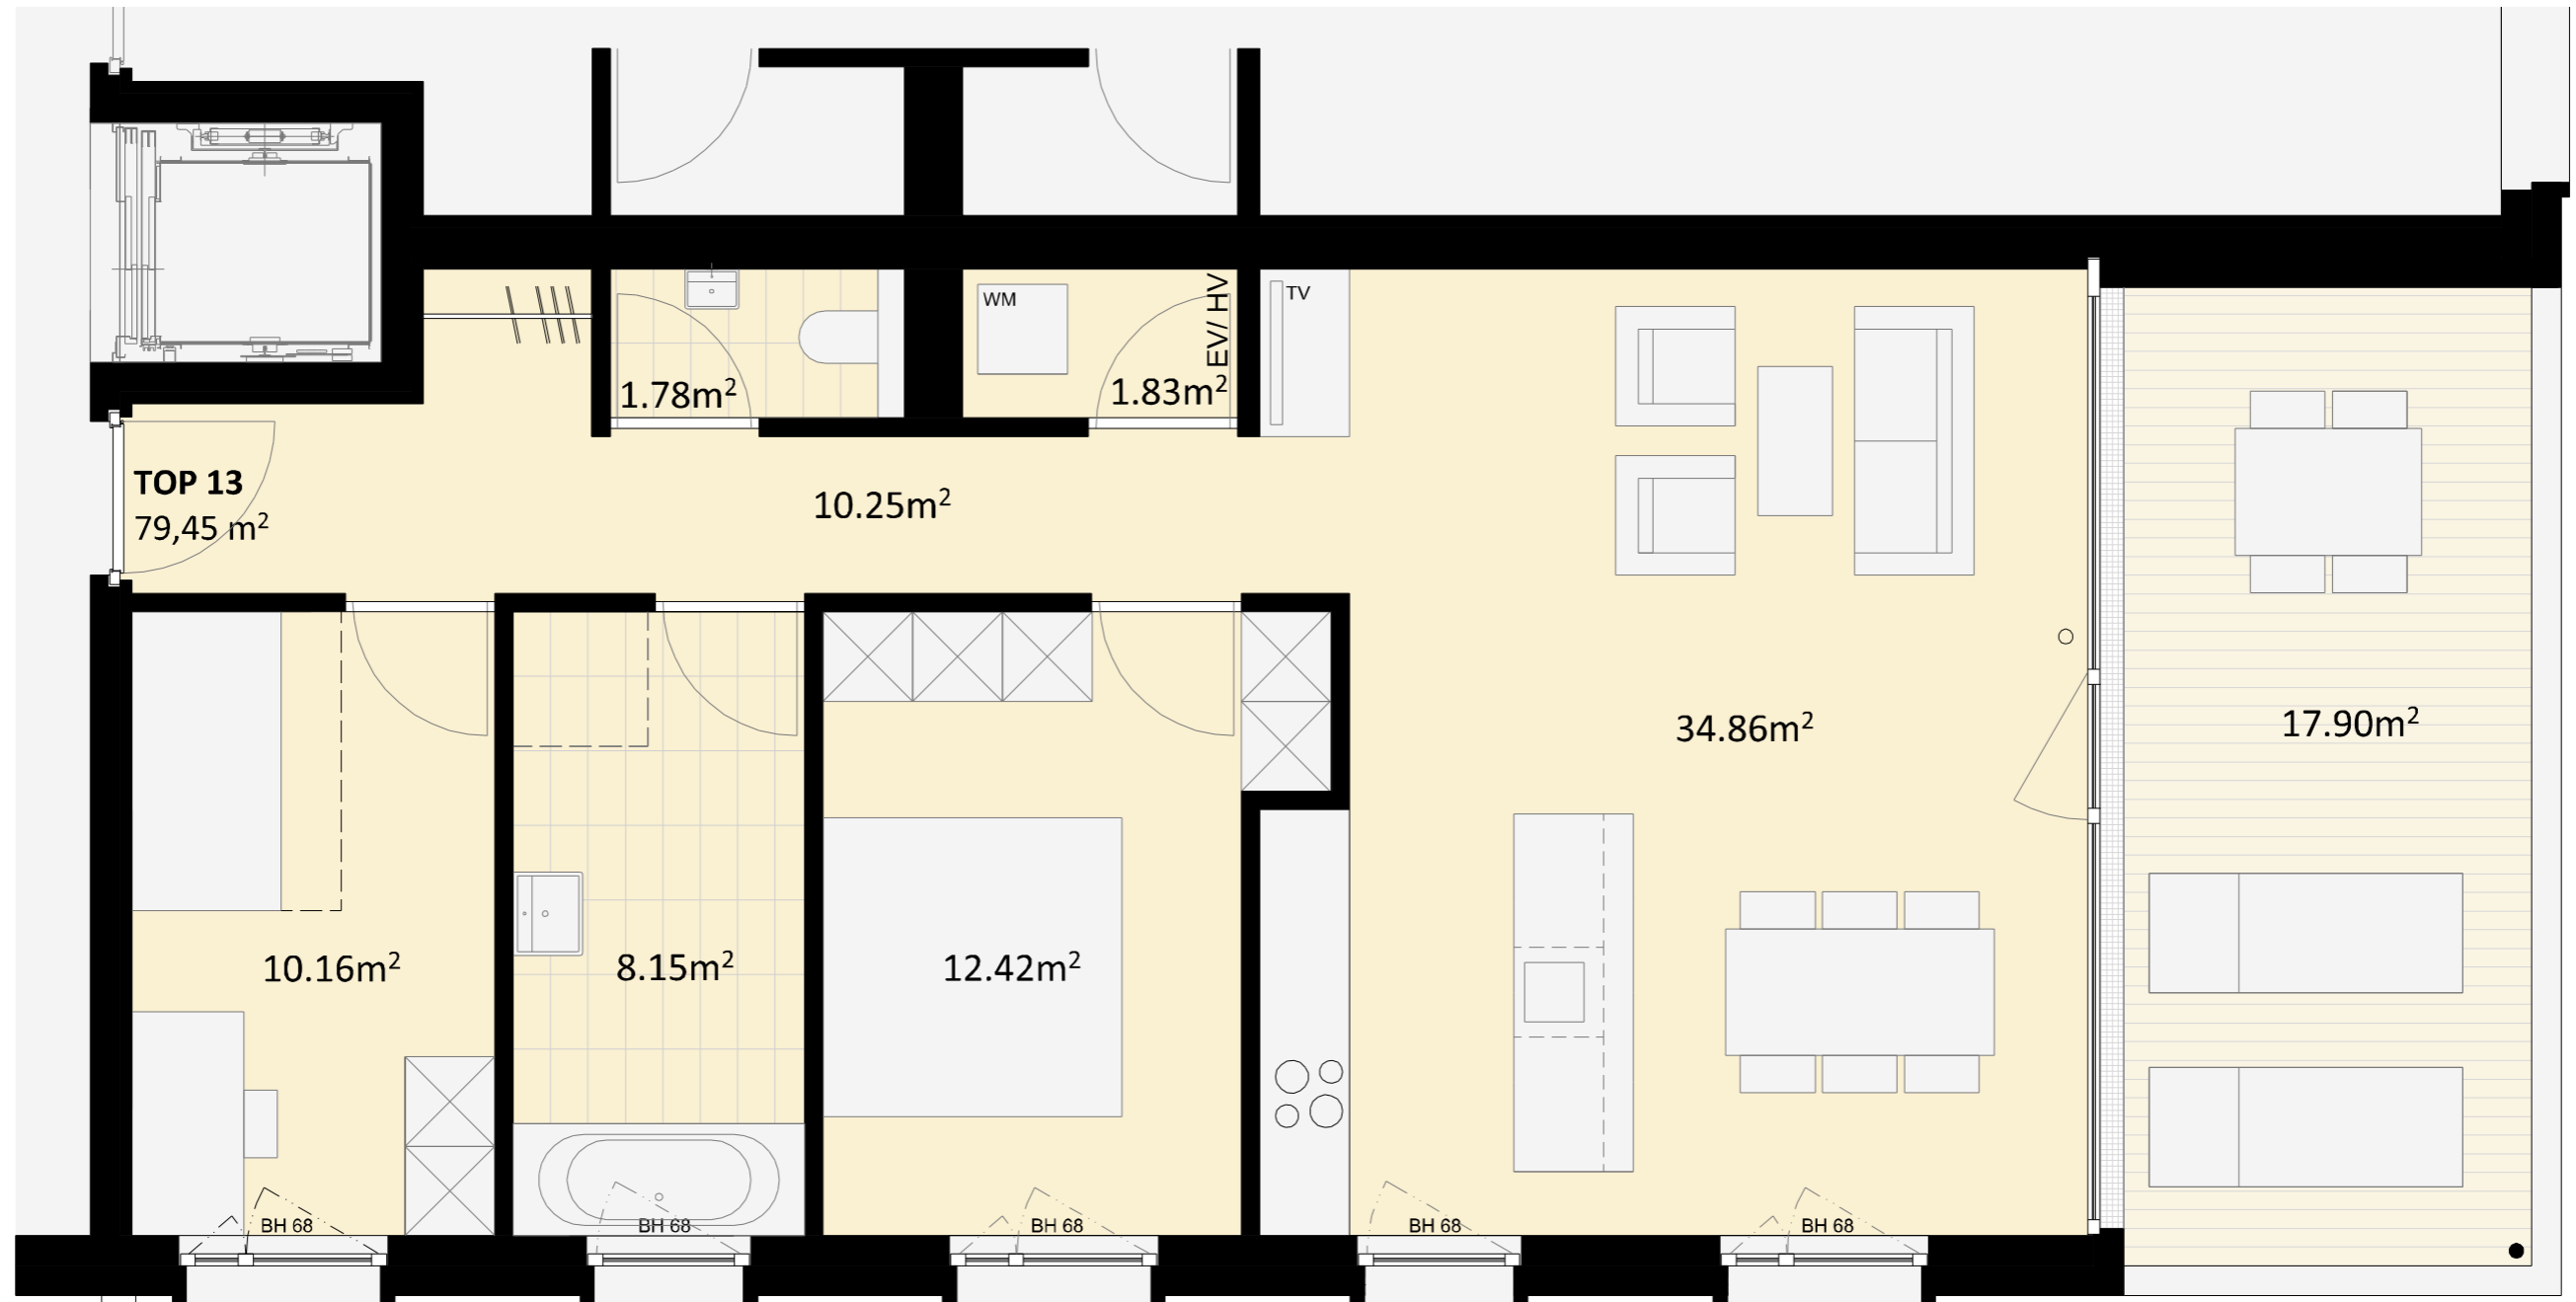 WM
EV/ HV
TV
1.78m²
1.83m²
TOP 13
79,45 m²
10.25m²
34.86m²
17.90m²
10.16m²
8.15m²
12.42m²
BH 68
BH 68
BH 68
BH 68
BH 68